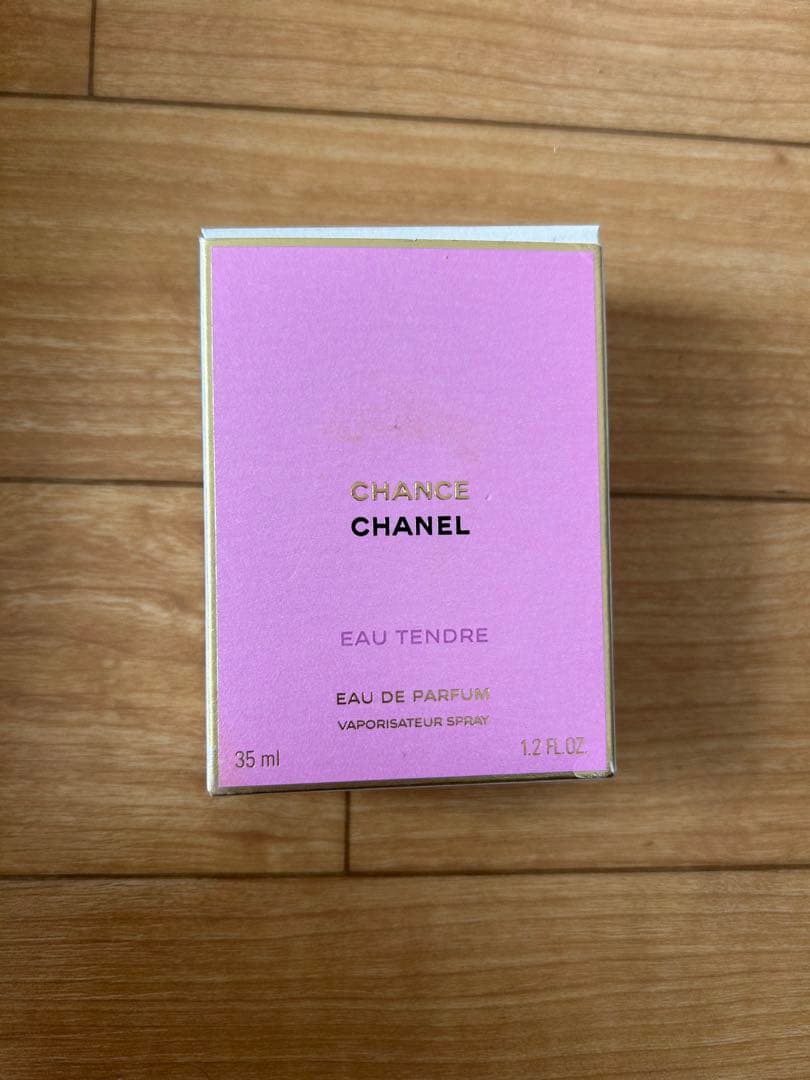 CHANCE
CHANEL
EAU TENDRE
EAU DE PARFUM
VAPORISATEUR SPRAY
35 ml
1.2 FL.OZ.